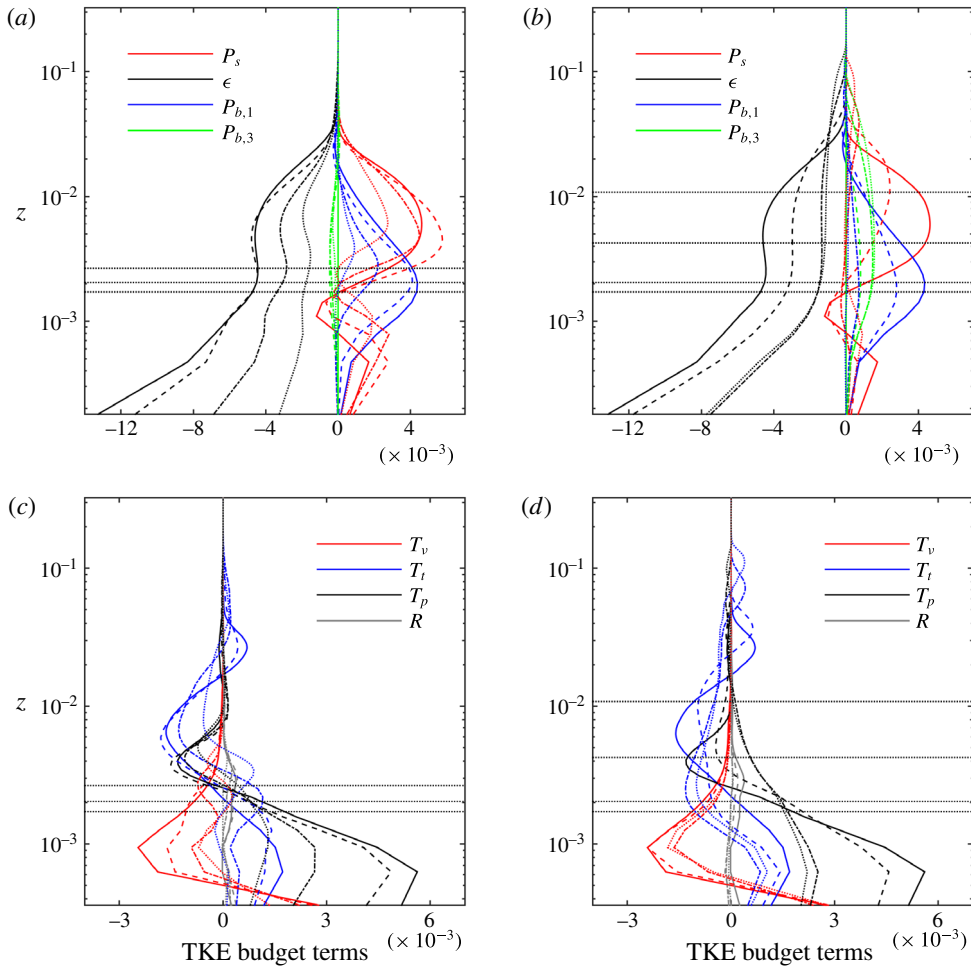 (a)
(b)
P_s
ϵ
P_{b,1}
P_{b,3}
P_s
ϵ
P_{b,1}
P_{b,3}
10^{-1}
10^{-2}
10^{-3}
z
10^{-1}
10^{-2}
10^{-3}
−12 −8 −4 0 4
(× 10^{-3})
−12 −8 −4 0 4
(× 10^{-3})
(c)
(d)
T_v
T_t
T_p
R
T_v
T_t
T_p
R
10^{-1}
10^{-2}
10^{-3}
z
10^{-1}
10^{-2}
10^{-3}
−3 0 3 6
(× 10^{-3})
TKE budget terms
−3 0 3 6
(× 10^{-3})
TKE budget terms